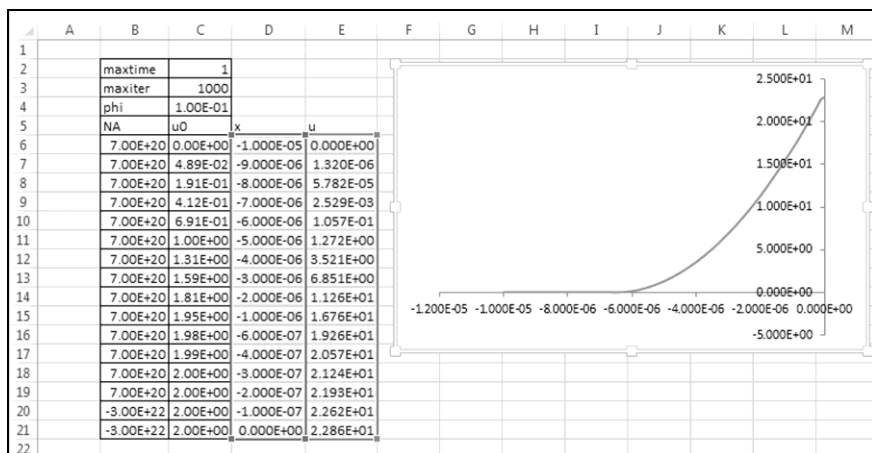 A B C D E F G H I J K L M
1
2 maxtime 1
3 maxiter 1000
4 phi 1.00E-01
5 NA u0 x u
6 7.00E+20 0.00E+00 -1.000E-05 0.000E+00
7 7.00E+20 4.89E-02 -9.000E-06 1.320E-06
8 7.00E+20 1.91E-01 -8.000E-06 5.782E-05
9 7.00E+20 4.12E-01 -7.000E-06 2.529E-03
10 7.00E+20 6.91E-01 -6.000E-06 1.057E-01
11 7.00E+20 1.00E+00 -5.000E-06 1.272E+00
12 7.00E+20 1.31E+00 -4.000E-06 3.521E+00
13 7.00E+20 1.59E+00 -3.000E-06 6.851E+00
14 7.00E+20 1.81E+00 -2.000E-06 1.126E+01
15 7.00E+20 1.95E+00 -1.000E-06 1.676E+01
16 7.00E+20 1.98E+00 -6.000E-07 1.926E+01
17 7.00E+20 1.99E+00 -4.000E-07 2.057E+01
18 7.00E+20 2.00E+00 -3.000E-07 2.124E+01
19 7.00E+20 2.00E+00 -2.000E-07 2.193E+01
20 -3.00E+22 2.00E+00 -1.000E-07 2.262E+01
21 -3.00E+22 2.00E+00 0.000E+00 2.286E+01
22
2.500E+01
2.000E+01
1.500E+01
1.000E+01
5.000E+00
0.000E+00
-1.200E-05 -1.000E-05 -8.000E-06 -6.000E-06 -4.000E-06 -2.000E-06 0.000E+00
-5.000E+00